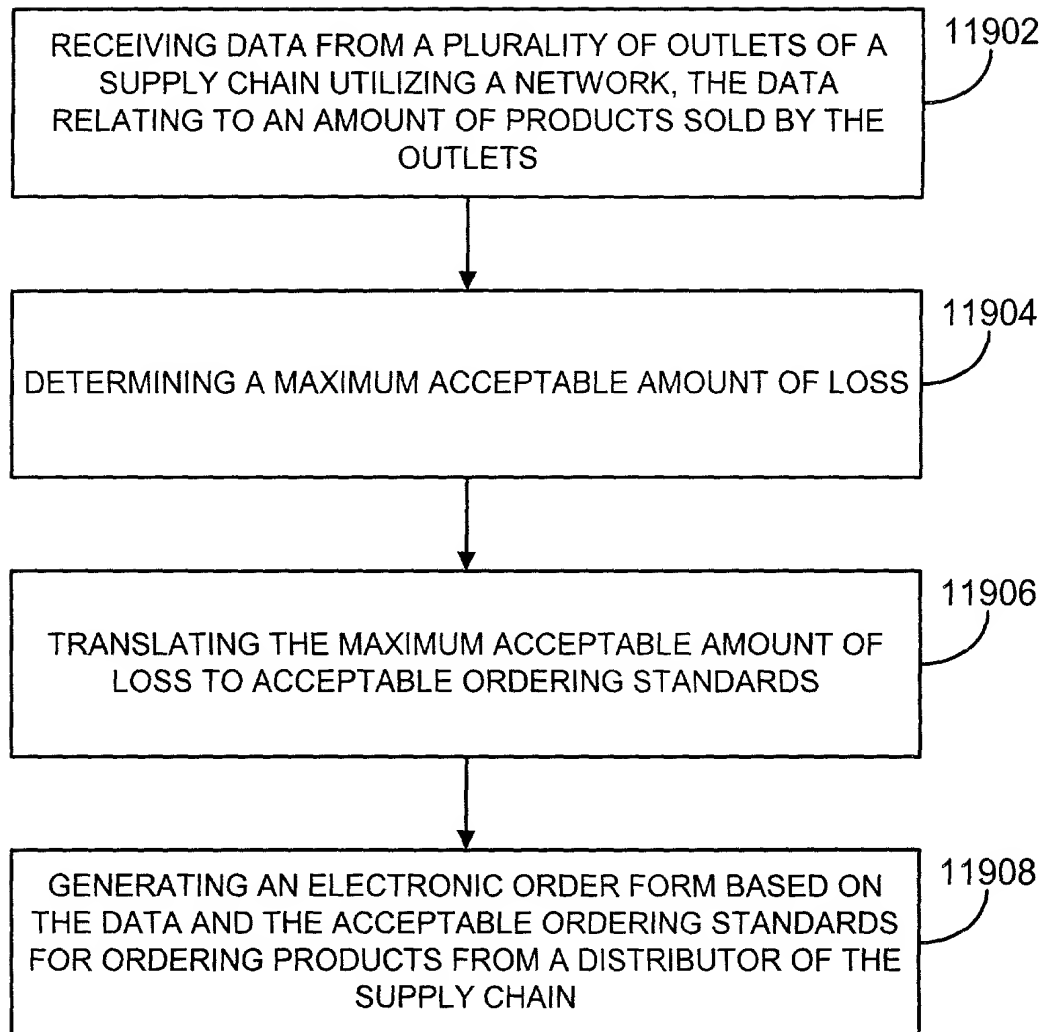 11902
RECEIVING DATA FROM A PLURALITY OF OUTLETS OF A
SUPPLY CHAIN UTILIZING A NETWORK, THE DATA
RELATING TO AN AMOUNT OF PRODUCTS SOLD BY THE
OUTLETS
11904
DETERMINING A MAXIMUM ACCEPTABLE AMOUNT OF LOSS
11906
TRANSLATING THE MAXIMUM ACCEPTABLE AMOUNT OF
LOSS TO ACCEPTABLE ORDERING STANDARDS
11908
GENERATING AN ELECTRONIC ORDER FORM BASED ON
THE DATA AND THE ACCEPTABLE ORDERING STANDARDS
FOR ORDERING PRODUCTS FROM A DISTRIBUTOR OF THE
SUPPLY CHAIN